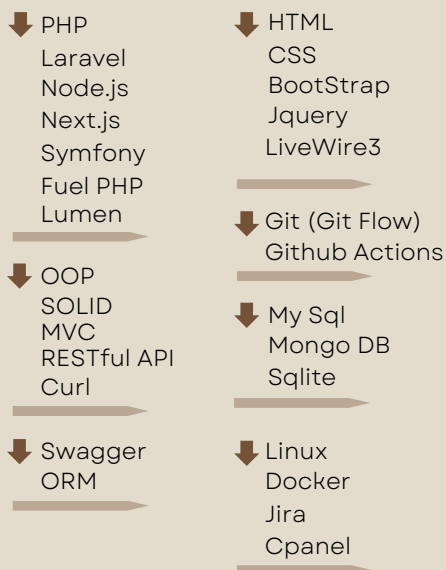 PHP
Laravel
Node.js
Next.js
Symfony
Fuel PHP
Lumen
OOP
SOLID
MVC
RESTful API
Curl
Swagger
ORM
HTML
CSS
BootStrap
Jquery
LiveWire3
Git (Git Flow)
Github Actions
My Sql
Mongo DB
Sqlite
Linux
Docker
Jira
Cpanel